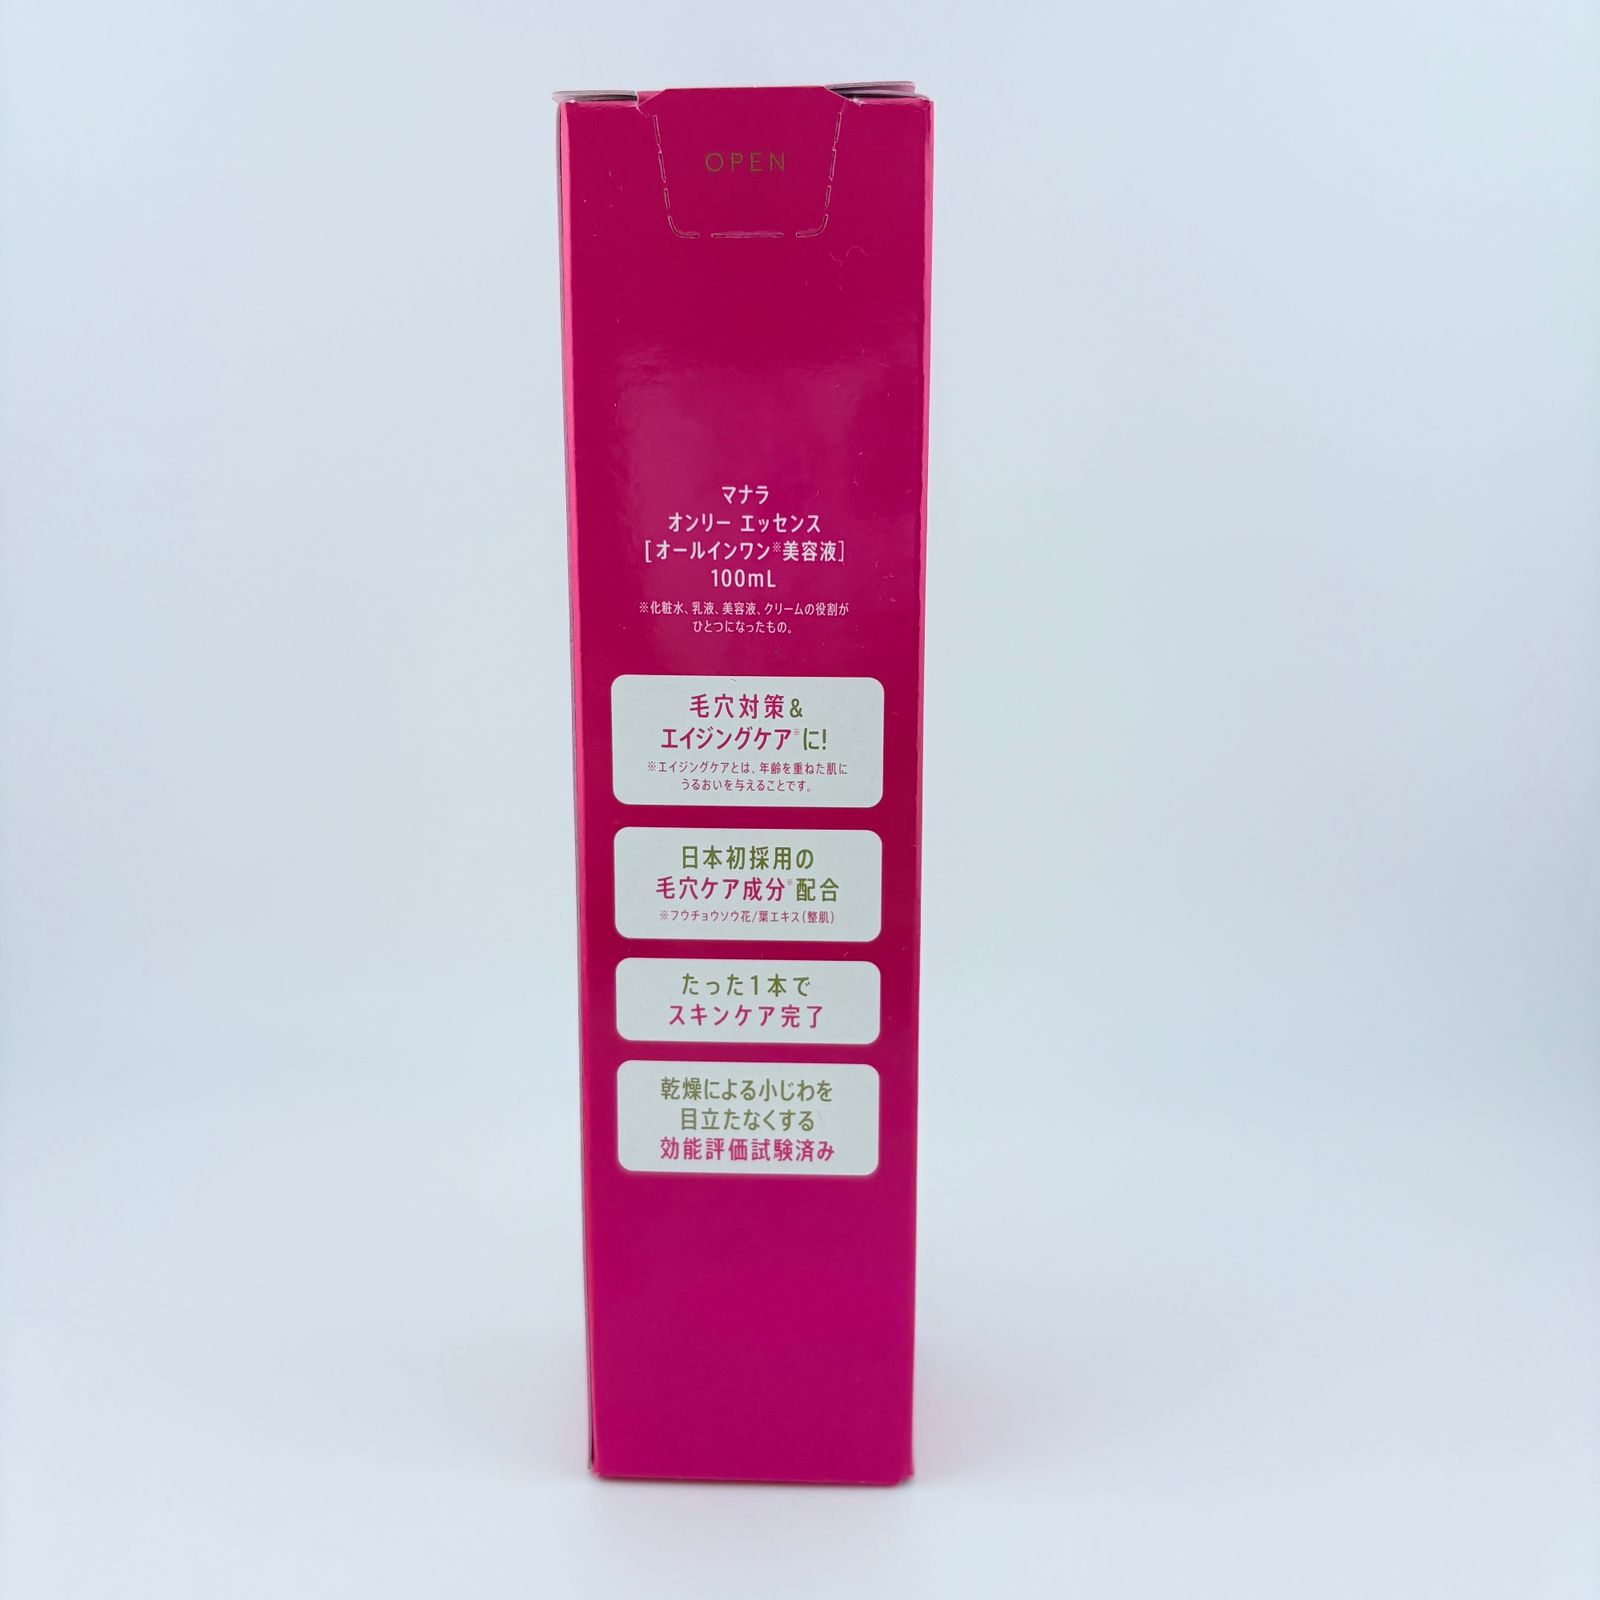 OPEN
マナラ
オンリー エッセンス
[オールインワン※美容液]
100mL
※化粧水、乳液、美容液、クリームの役割が
ひとつになったもの。
毛穴対策&
エイジングケア※に!
※エイジングケアとは、年齢を重ねた肌に
うるおいを与えることです。
日本初採用の
毛穴ケア成分※配合
※フウチョウソウ花/葉エキス(整肌)
たった1本で
スキンケア完了
乾燥による小じわを
目立たなくする
効能評価試験済み